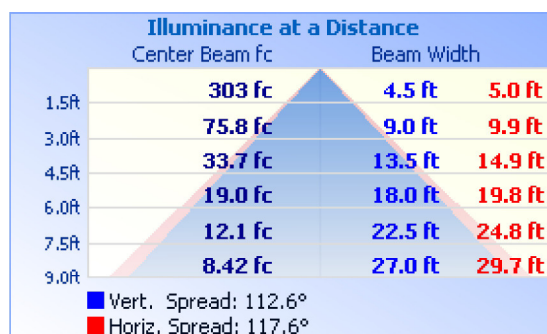 Illuminance at a Distance
Center Beam fc Beam Width
303 fc 4.5 ft 5.0 ft
1.5ft
75.8 fc 9.0 ft 9.9 ft
3.0ft
33.7 fc 13.5 ft 14.9 ft
4.5ft
19.0 fc 18.0 ft 19.8 ft
6.0ft
12.1 fc 22.5 ft 24.8 ft
7.5ft
8.42 fc 27.0 ft 29.7 ft
9.0ft
Vert. Spread: 112.6°
Horiz. Spread: 117.6°